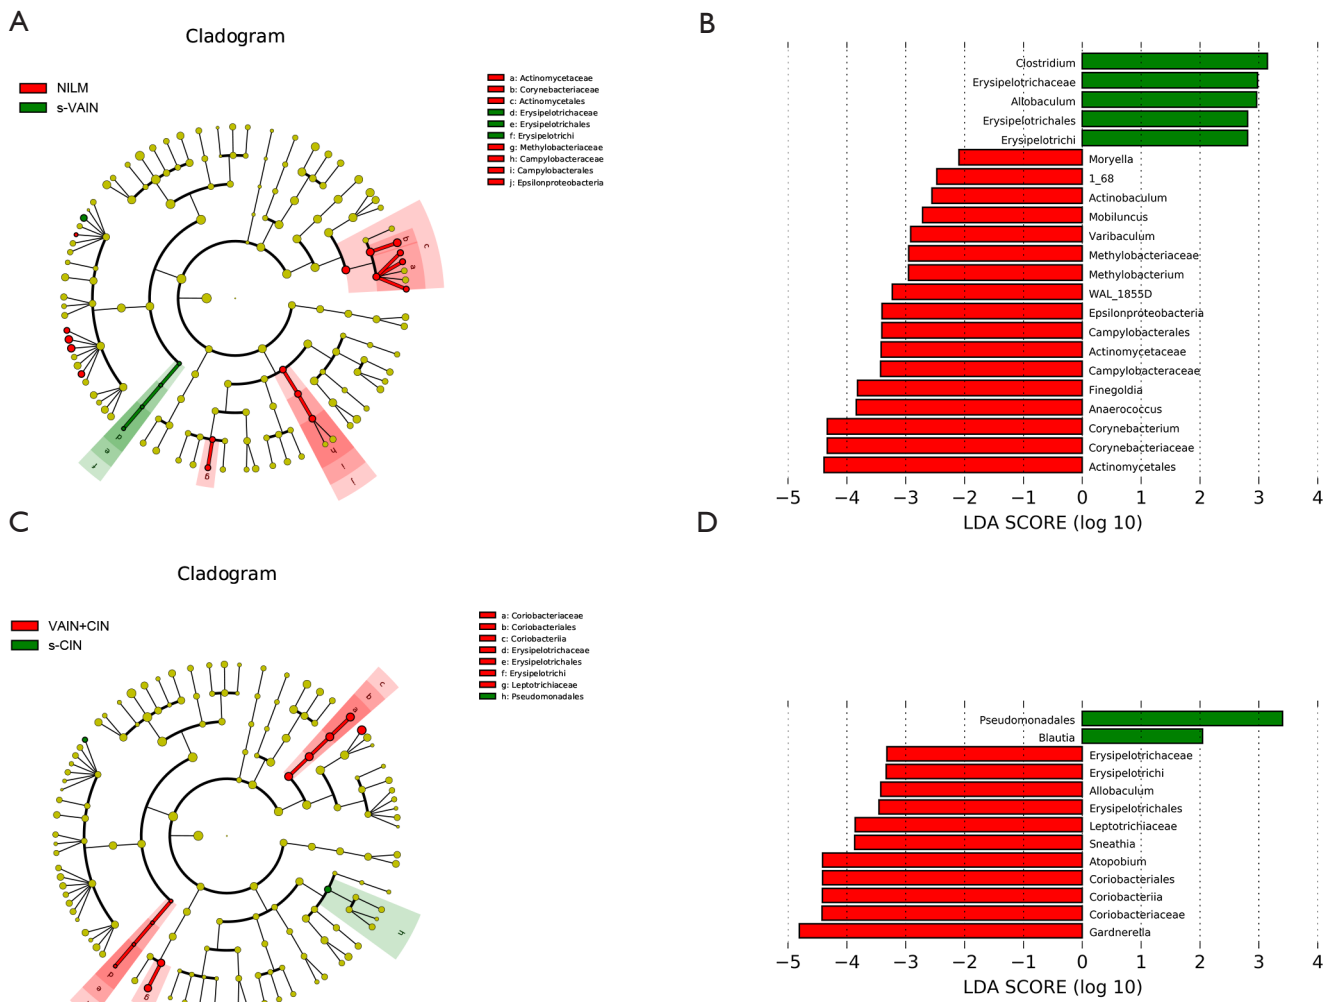 A
Cladogram
NILM
s-VAIN
a: Actinomycetaceae
b: Corynebacteriaceae
c: Actinomycetales
d: Erysipelotrichaceae
e: Erysipelotrichales
f: Erysipelotrichi
g: Methylobacteriaceae
h: Campylobacteraceae
i: Campylobacterales
j: Epsilonproteobacteria
b
c
a
d
e
f
g
h
i
j
B
Clostridium
Erysipelotrichaceae
Allobaculum
Erysipelotrichales
Erysipelotrichi
Moryella
1_68
Actinobaculum
Mobiluncus
Varibaculum
Methylobacteriaceae
Methylobacterium
WAL_1855D
Epsilonproteobacteria
Campylobacterales
Actinomycetaceae
Campylobacteraceae
Finegoldia
Anaerococcus
Corynebacterium
Corynebacteriaceae
Actinomycetales
−5 −4 −3 −2 −1 0 1 2 3 4
LDA SCORE (log 10)
C
Cladogram
VAIN+CIN
s-CIN
a: Coriobacteriaceae
b: Coriobacteriales
c: Coriobacteriia
d: Erysipelotrichaceae
e: Erysipelotrichales
f: Erysipelotrichi
g: Leptotrichiaceae
h: Pseudomonadales
c
b
a
h
d
e
g
D
Pseudomonadales
Blautia
Erysipelotrichaceae
Erysipelotrichi
Allobaculum
Erysipelotrichales
Leptotrichiaceae
Sneathia
Atopobium
Coriobacteriales
Coriobacteriia
Coriobacteriaceae
Gardnerella
−5 −4 −3 −2 −1 0 1 2 3 4
LDA SCORE (log 10)